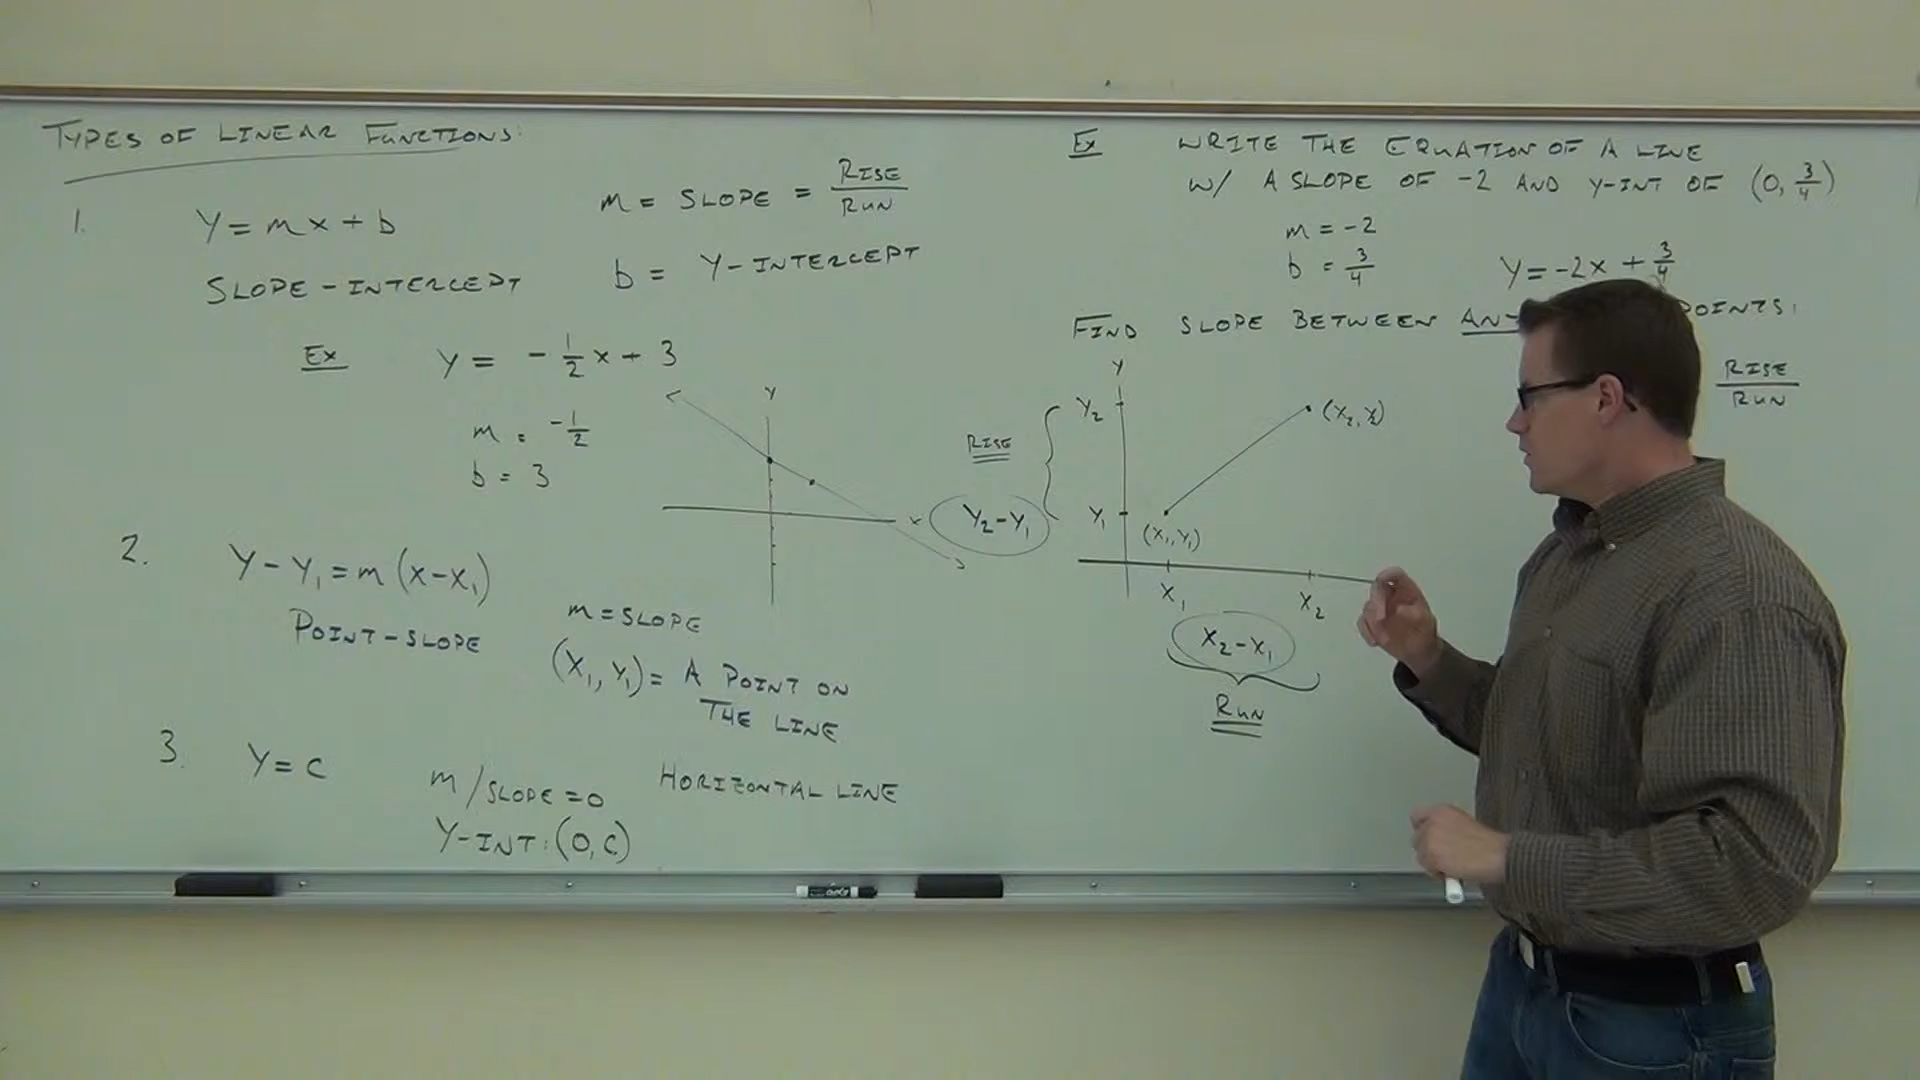 TYPES OF LINEAR FUNCTIONS:
1. Y = mx + b
SLOPE-INTERCEPT
m = SLOPE = RISE/RUN
b = Y-INTERCEPT
Ex y = -1/2 x + 3
m = -1/2
b = 3
Y
x
2. Y - Y₁ = m(x - x₁)
POINT-SLOPE
m = SLOPE
(X₁, Y₁) = A POINT ON
THE LINE
3. Y = C
m/SLOPE = 0
HORIZONTAL LINE
Y-INT: (0, C)
Ex WRITE THE EQUATION OF A LINE
W/ A SLOPE OF -2 AND Y-INT OF (0, 3/4)
m = -2
b = 3/4
Y = -2x + 3/4
FIND SLOPE BETWEEN
RISE/RUN
Y
Y₂
(X₂, Y₂)
RISE
Y₂ - Y₁
Y₁
(X₁, Y₁)
X₁
X₂
X₂ - X₁
RUN